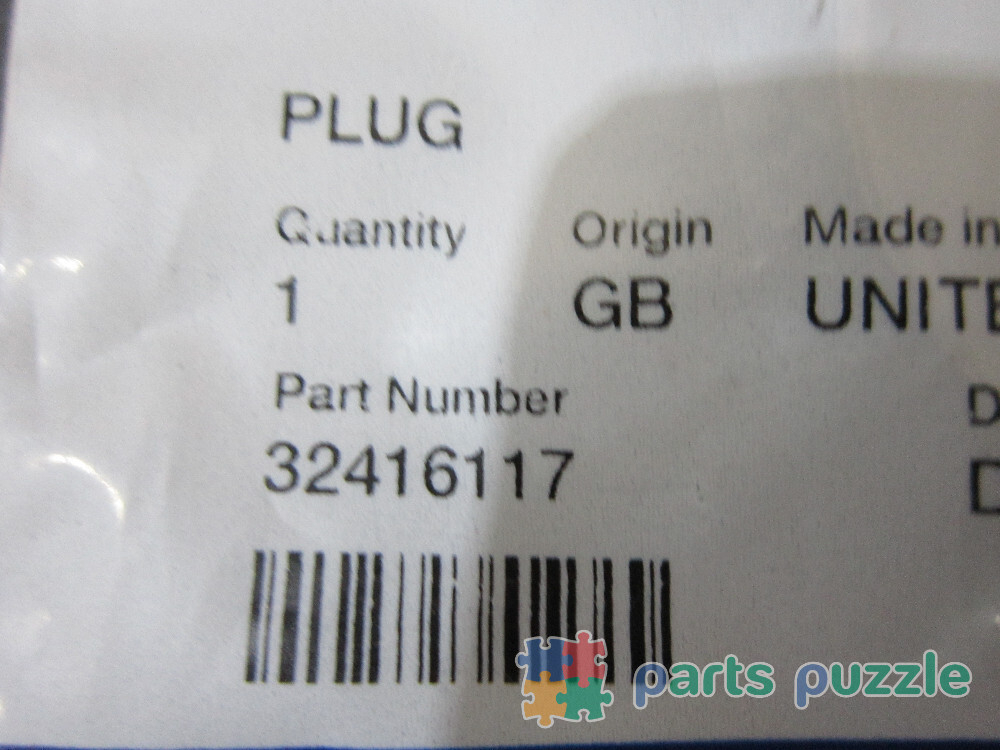 PLUG
Quantity Origin Made in
1 GB UNITE
Part Number D
32416117 D
parts puzzle